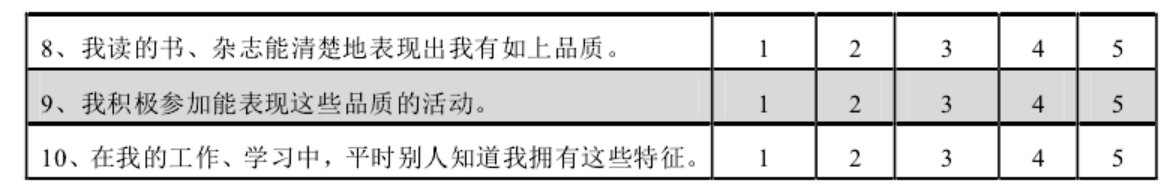 8、我读的书、杂志能清楚地表现出我有如上品质。 1 2 3 4 5
9、我积极参加能表现这些品质的活动。 1 2 3 4 5
10、在我的工作、学习中，平时别人知道我拥有这些特征。 1 2 3 4 5